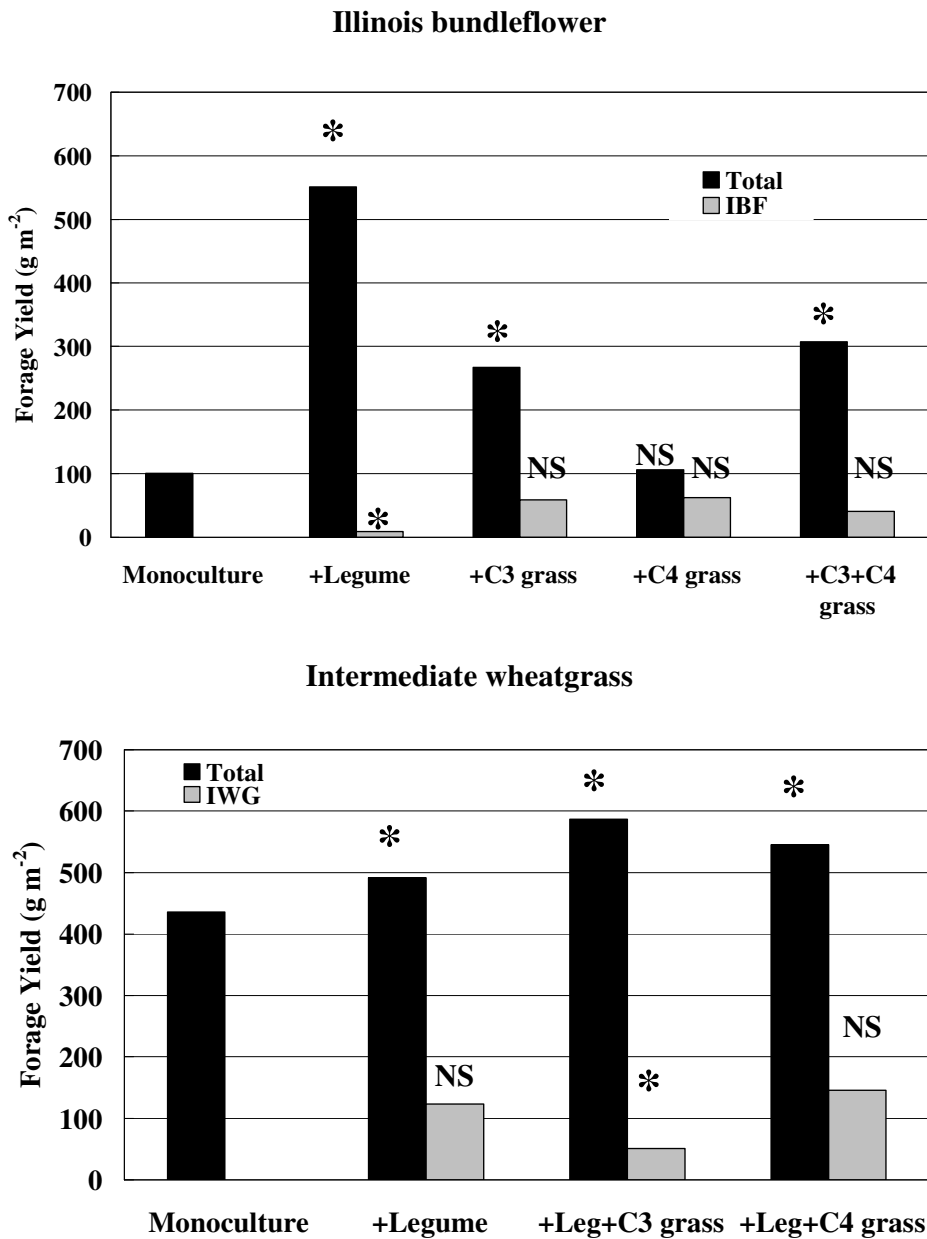 Illinois bundleflower
700
600
500
400
300
200
100
0
Forage Yield (g m-2)
Total
IBF
*
*
*
NS
NS
NS
*
NS
Monoculture
+Legume
+C3 grass
+C4 grass
+C3+C4
grass
Intermediate wheatgrass
700
600
500
400
300
200
100
0
Forage Yield (g m-2)
Total
IWG
*
NS
*
*
*
NS
Monoculture
+Legume
+Leg+C3 grass
+Leg+C4 grass